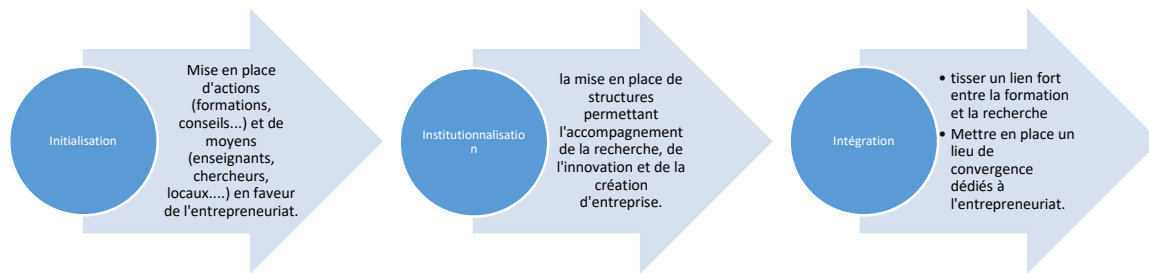 Initialisation
Mise en place
d'actions
(formations,
conseils...) et de
moyens
(enseignants,
chercheurs,
locaux....) en faveur
de l'entrepreneuriat.
Institutionnalisatio
n
la mise en place de
structures
permettant
l'accompagnement
de la recherche, de
l'innovation et de la
création
d'entreprise.
Intégration
• tisser un lien fort
entre la formation
et la recherche
• Mettre en place un
lieu de
convergence
dédiés à
l'entrepreneuriat.